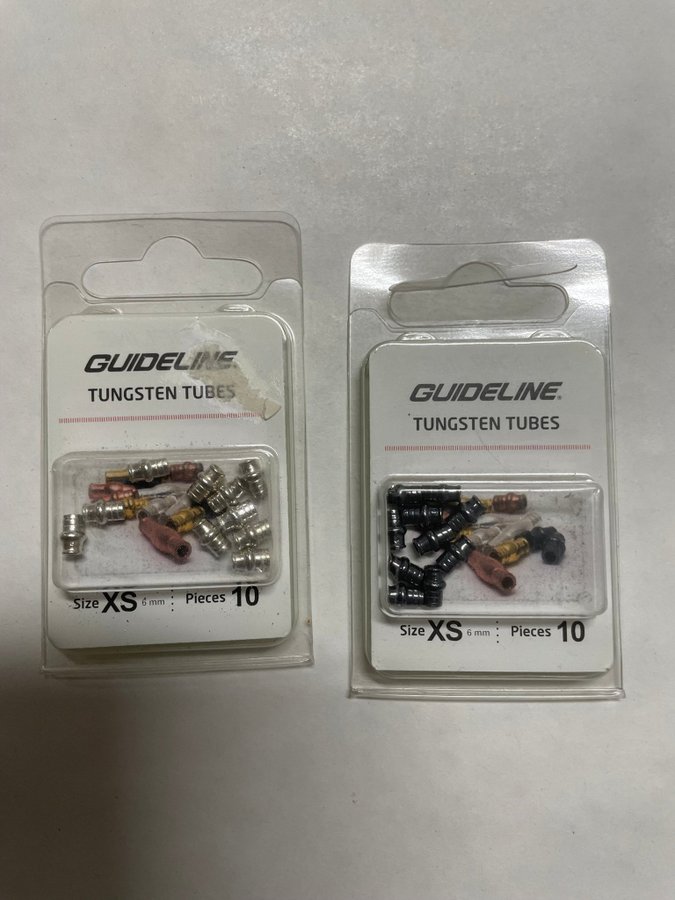 GUIDELINE
TUNGSTEN TUBES
Size XS 6 mm Pieces 10
GUIDELINE®
TUNGSTEN TUBES
Size XS 6 mm Pieces 10